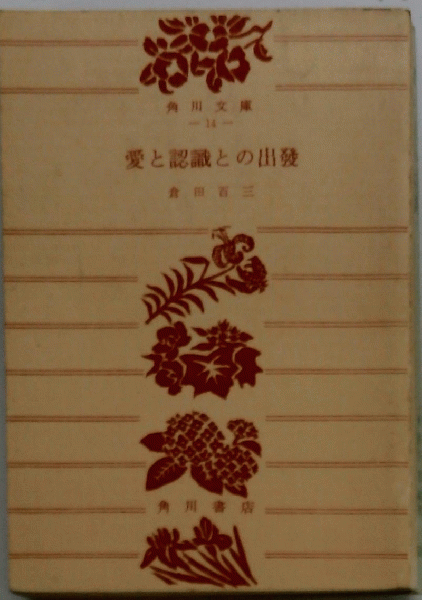 角川文庫
— 14 —
愛と認識との出發
倉田百三
角川書店